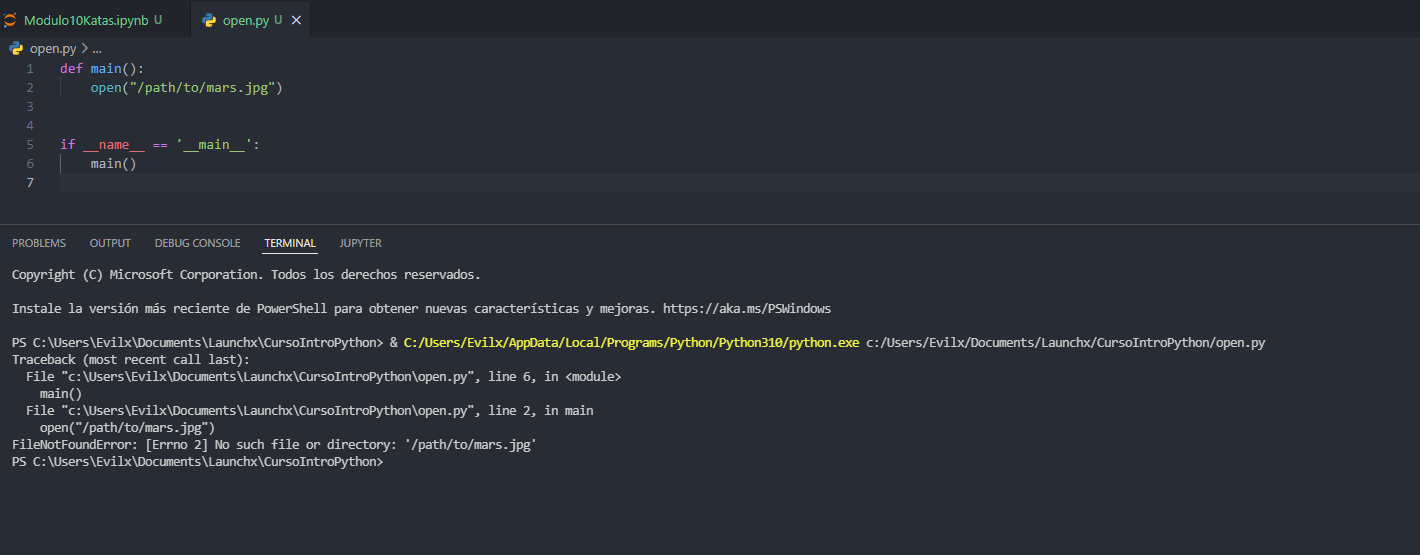 Modulo10Katas.ipynb U
open.py U
open.py > ...
1 def main():
2     open("/path/to/mars.jpg")
3
4
5 if __name__ == '__main__':
6     main()
7
PROBLEMS OUTPUT DEBUG CONSOLE TERMINAL JUPYTER
Copyright (C) Microsoft Corporation. Todos los derechos reservados.
Instale la versión más reciente de PowerShell para obtener nuevas características y mejoras. https://aka.ms/PSWindows
PS C:\Users\Evilx\Documents\Launchx\CursoIntroPython> & C:/Users/Evilx/AppData/Local/Programs/Python/Python310/python.exe c:/Users/Evilx/Documents/Launchx/CursoIntroPython/open.py
Traceback (most recent call last):
  File "c:\Users\Evilx\Documents\Launchx\CursoIntroPython\open.py", line 6, in <module>
    main()
  File "c:\Users\Evilx\Documents\Launchx\CursoIntroPython\open.py", line 2, in main
    open("/path/to/mars.jpg")
FileNotFoundError: [Errno 2] No such file or directory: '/path/to/mars.jpg'
PS C:\Users\Evilx\Documents\Launchx\CursoIntroPython>